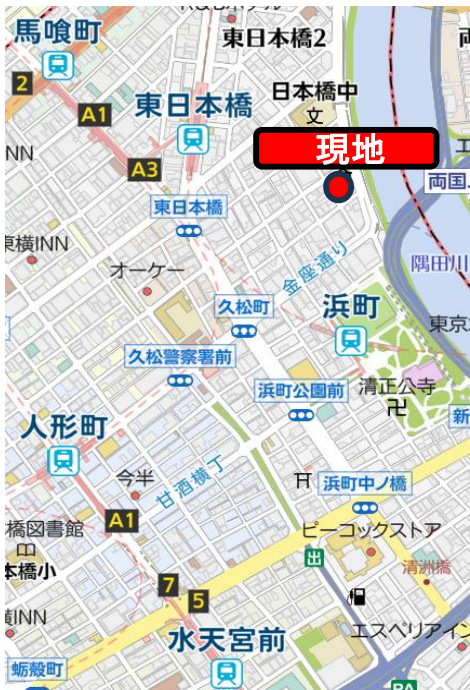 馬喰町
東日本橋2
両
2
A1
東日本橋
日本橋中
文
NN
A3
現地
東日本橋
両国
東横INN
オーケー
金座通り
隅田川
久松町
浜町
東京
久松警察署前
浜町公園前
清正公寺
卍
新
人形町
今半
甘酒横丁
浜町中ノ橋
橋図書館
A1
ピーコックストア
本橋小
出
清洲橋
7
5
INN
水天宮前
エスペリアイン
蛎殻町